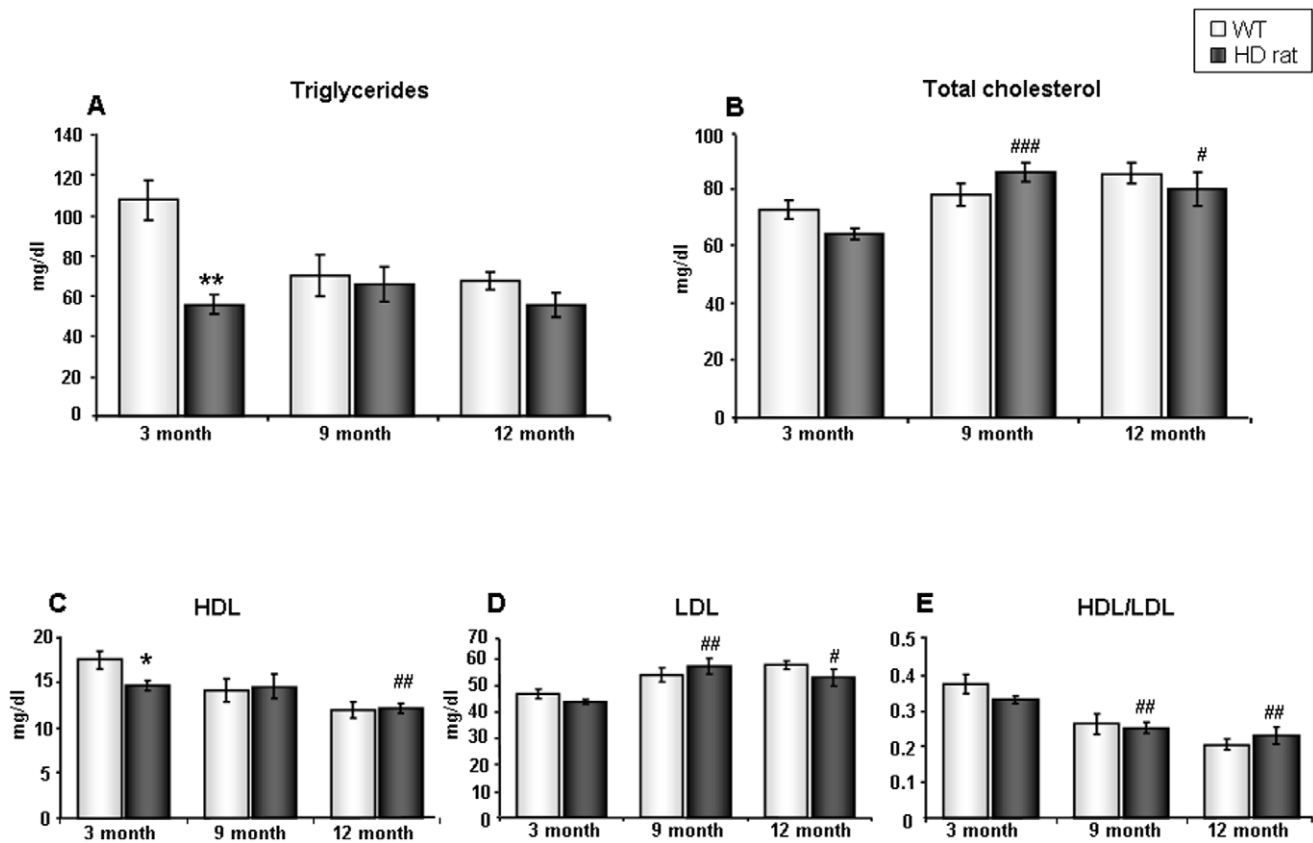 WT
HD rat
A
Triglycerides
140
120
100
80
60
40
20
0
mg/dl
**
3 month
9 month
12 month
B
Total cholesterol
100
80
60
40
20
0
mg/dl
###
#
3 month
9 month
12 month
C
HDL
20
15
10
5
0
mg/dl
*
##
3 month
9 month
12 month
D
LDL
70
60
50
40
30
20
10
0
mg/dl
##
#
3 month
9 month
12 month
E
HDL/LDL
0.5
0.4
0.3
0.2
0.1
0
##
##
3 month
9 month
12 month